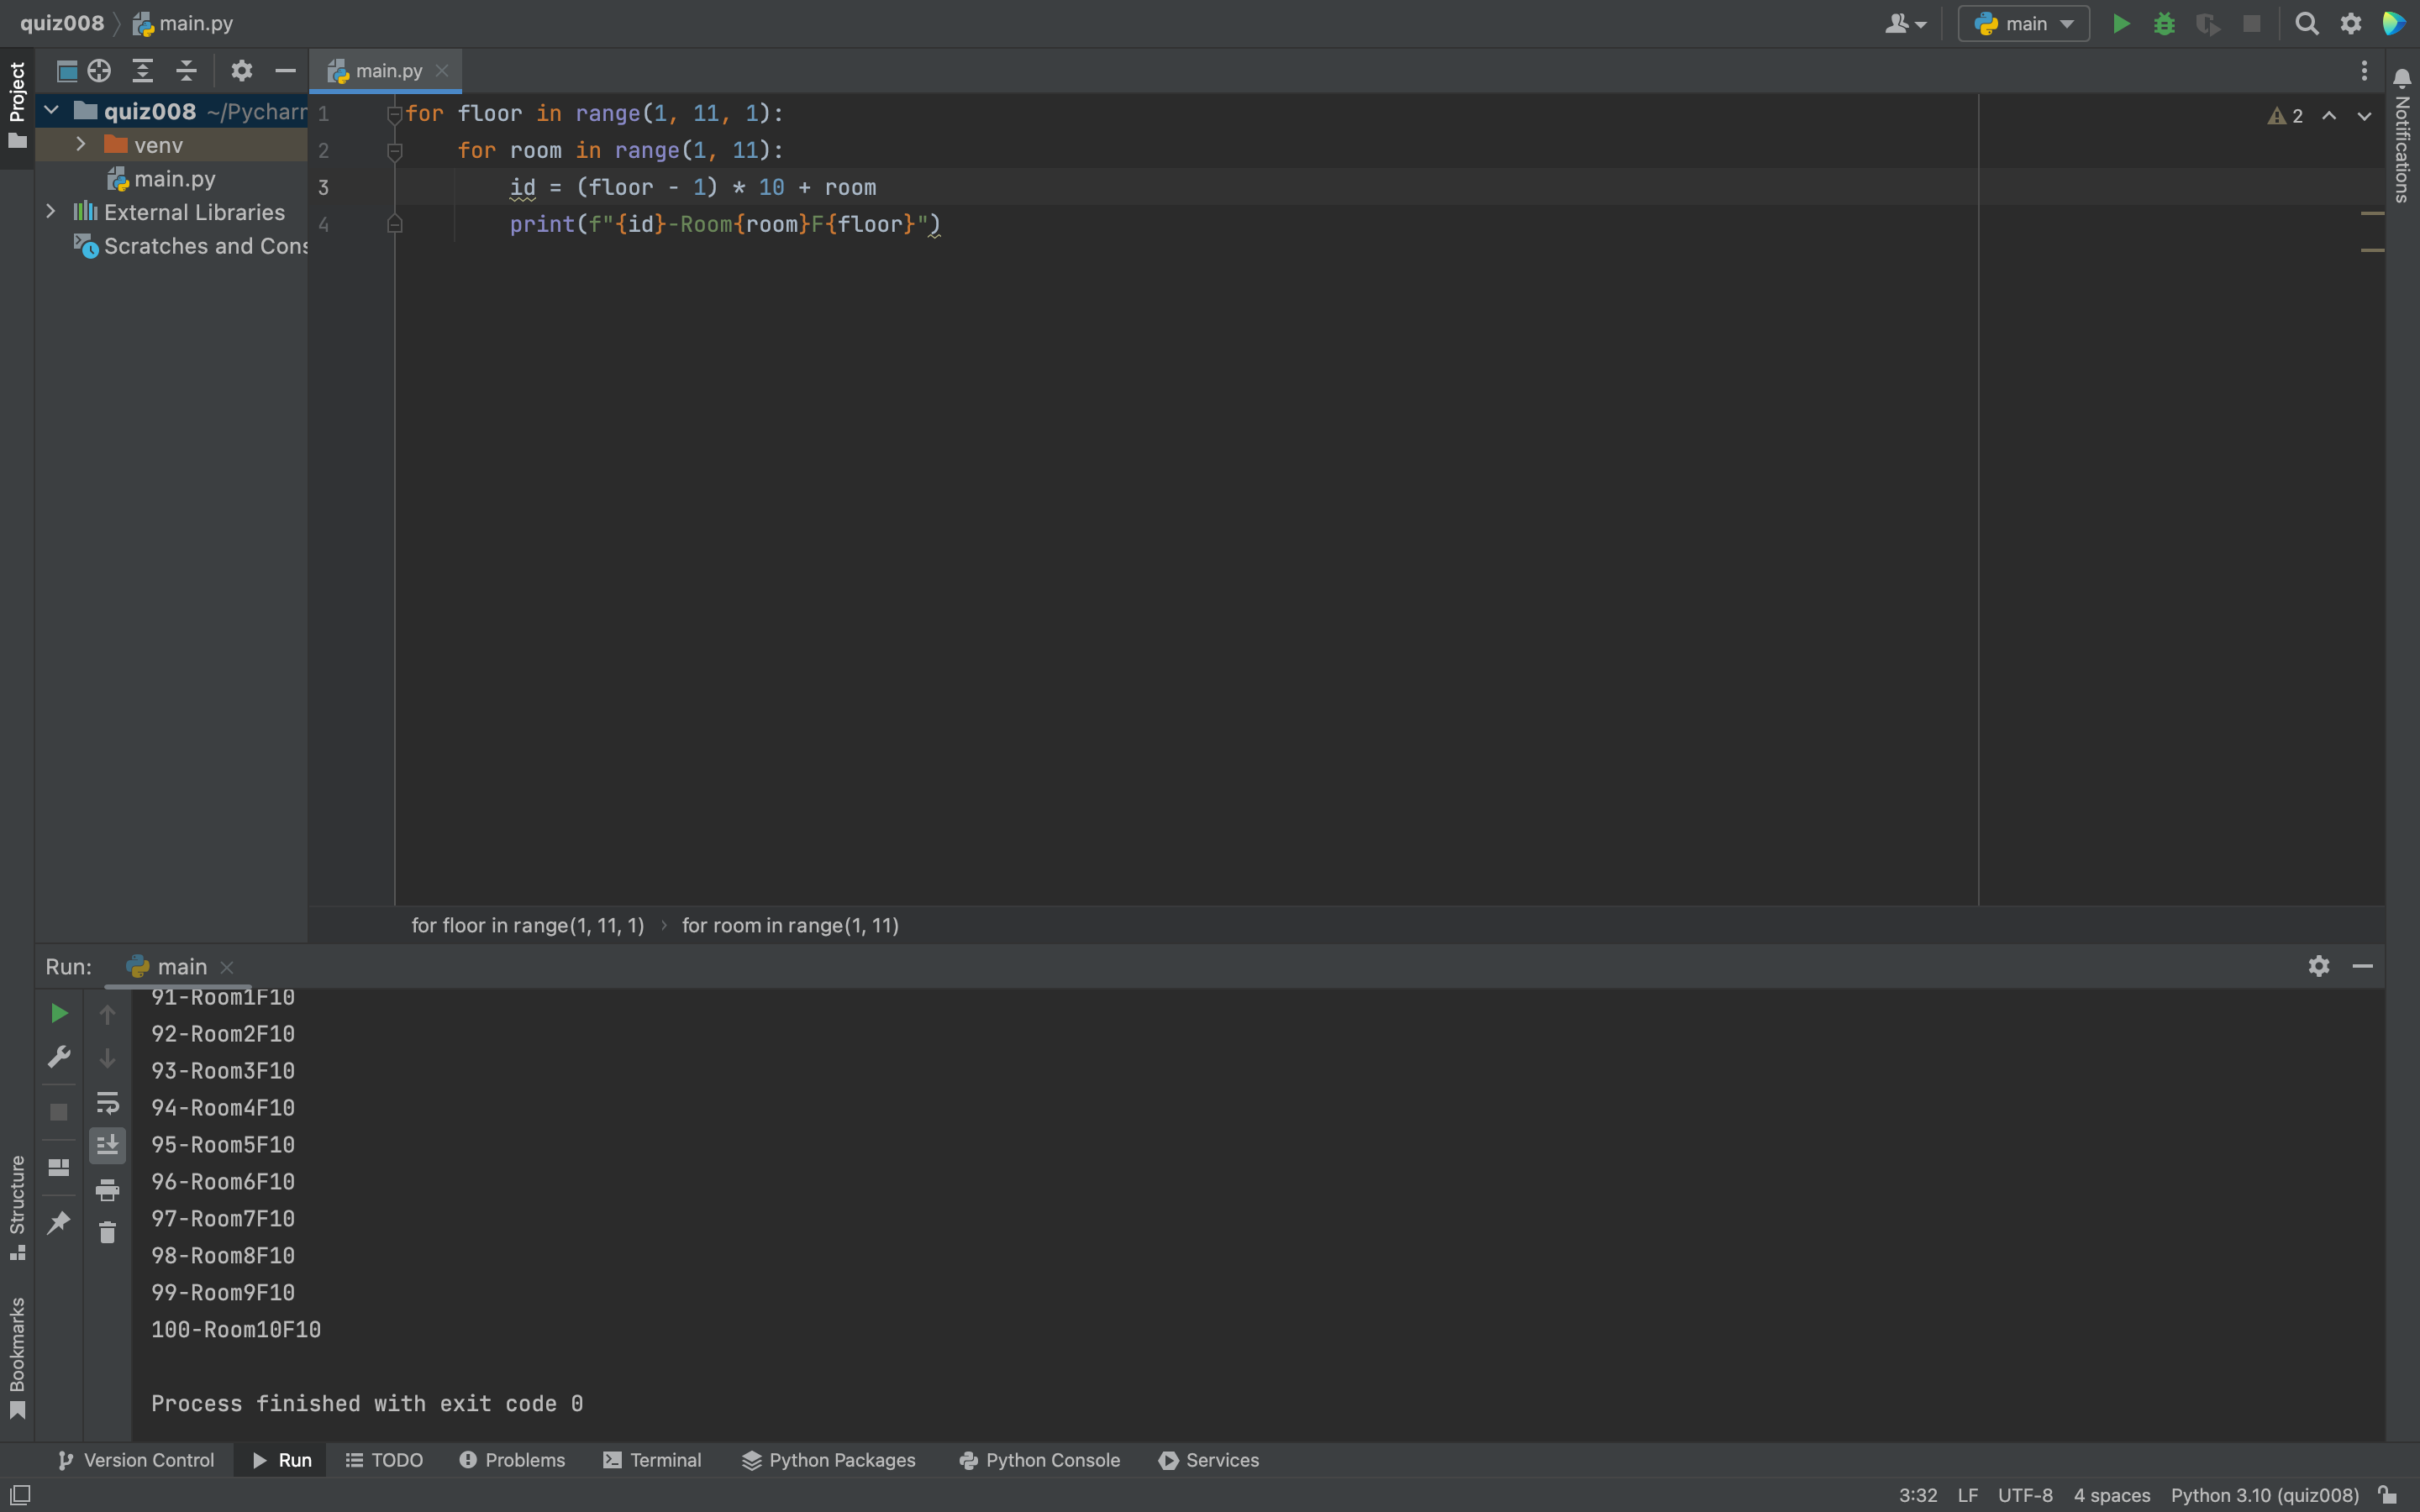 quiz008 main.py
main
Project
main.py
quiz008 ~/Pychar
venv
main.py
External Libraries
Scratches and Cons
1 for floor in range(1, 11, 1):
2 for room in range(1, 11):
3 id = (floor - 1) * 10 + room
4 print(f"{id}-Room{room}F{floor}")
2
Notifications
for floor in range(1, 11, 1) › for room in range(1, 11)
Run: main
91-Room1F10
92-Room2F10
93-Room3F10
94-Room4F10
95-Room5F10
96-Room6F10
97-Room7F10
98-Room8F10
99-Room9F10
100-Room10F10
Process finished with exit code 0
Structure
Bookmarks
Version Control Run TODO Problems Terminal Python Packages Python Console Services
3:32 LF UTF-8 4 spaces Python 3.10 (quiz008)